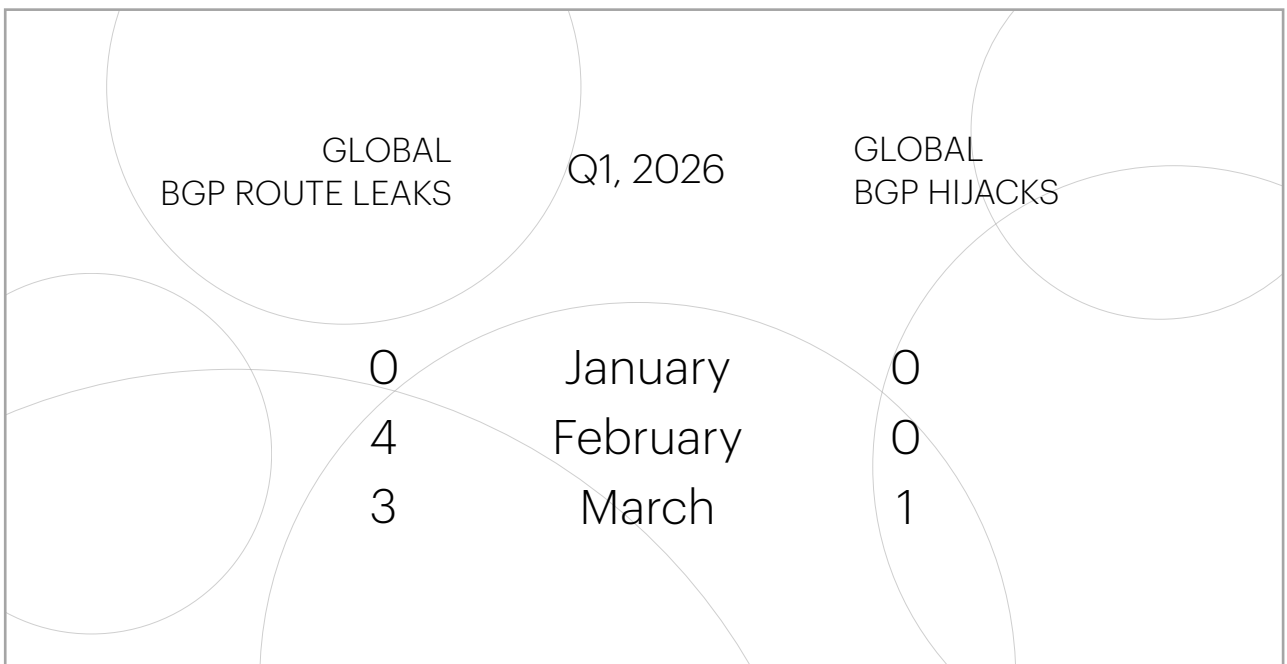 GLOBAL
BGP ROUTE LEAKS
Q1, 2026
GLOBAL
BGP HIJACKS
0 January 0
4 February 0
3 March 1